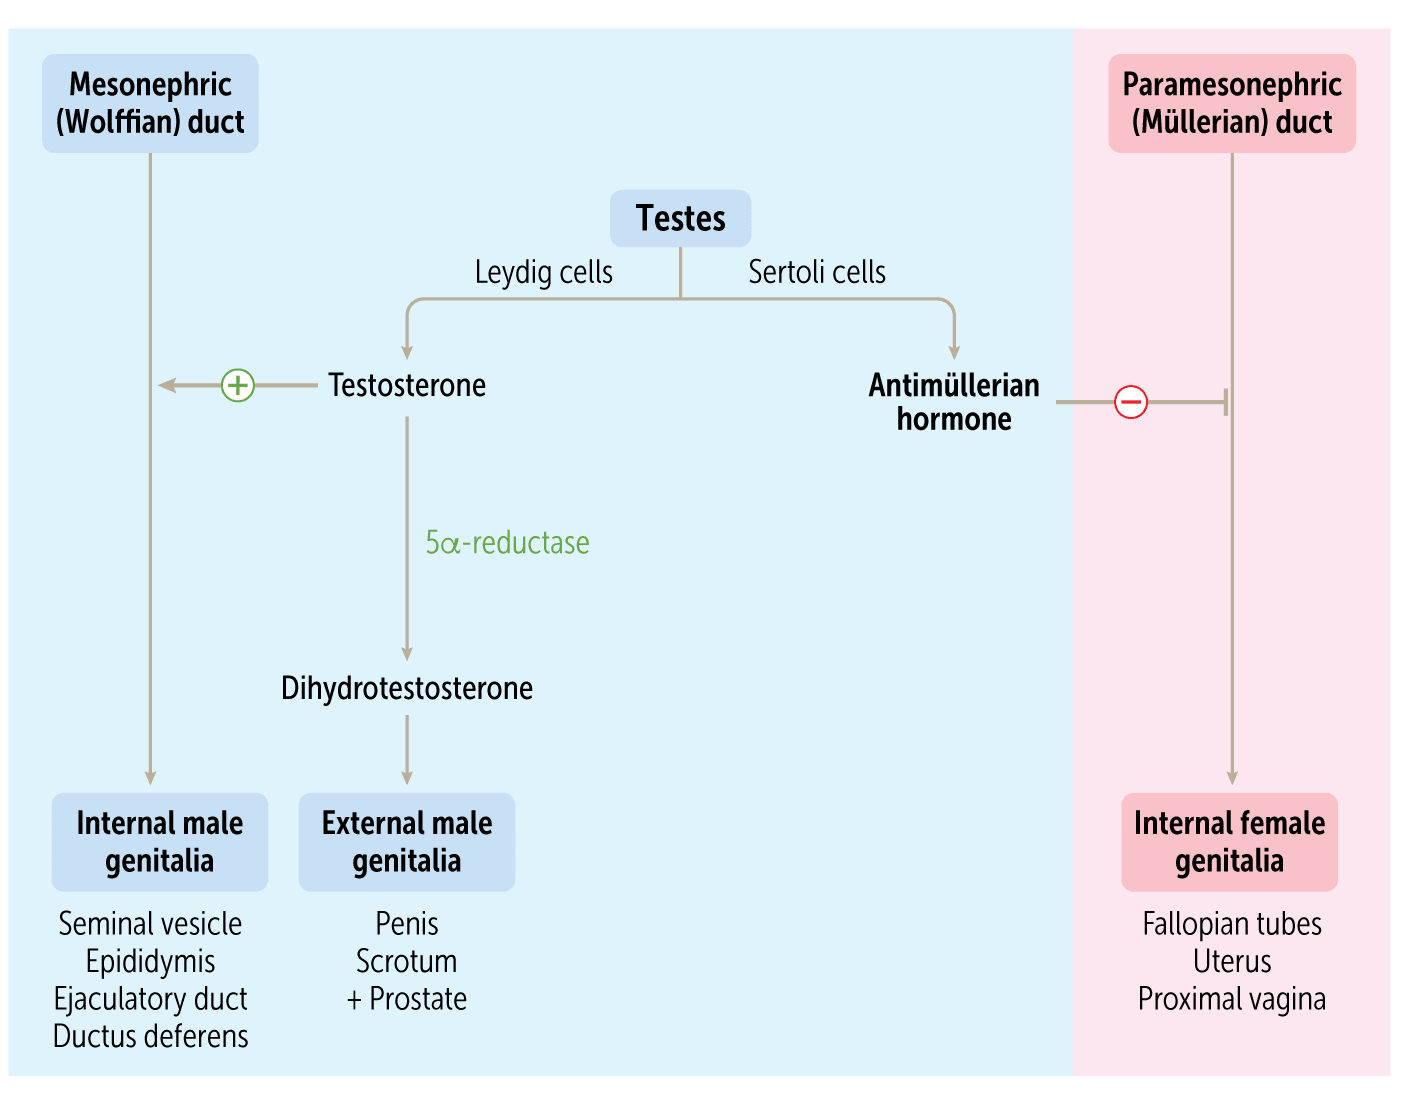 Mesonephric
(Wolffian) duct
Paramesonephric
(Müllerian) duct
Testes
Leydig cells
Sertoli cells
+
Testosterone
Antimüllerian
hormone
−
5α-reductase
Dihydrotestosterone
Internal male
genitalia
External male
genitalia
Internal female
genitalia
Seminal vesicle
Epididymis
Ejaculatory duct
Ductus deferens
Penis
Scrotum
+ Prostate
Fallopian tubes
Uterus
Proximal vagina